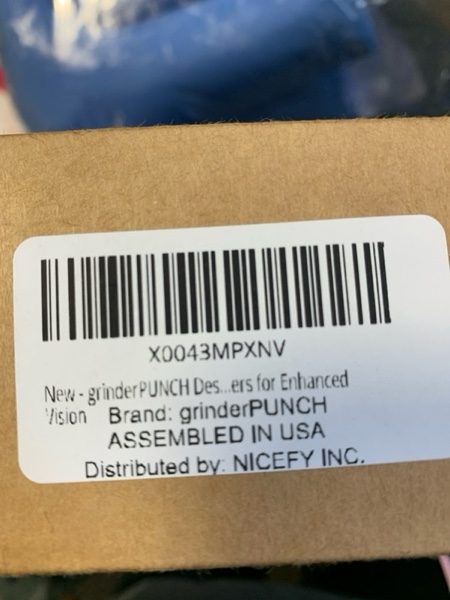 X0043MPXNV
New - grinderPUNCH Des...ers for Enhanced
Vision Brand: grinderPUNCH
ASSEMBLED IN USA
Distributed by: NICEFY INC.